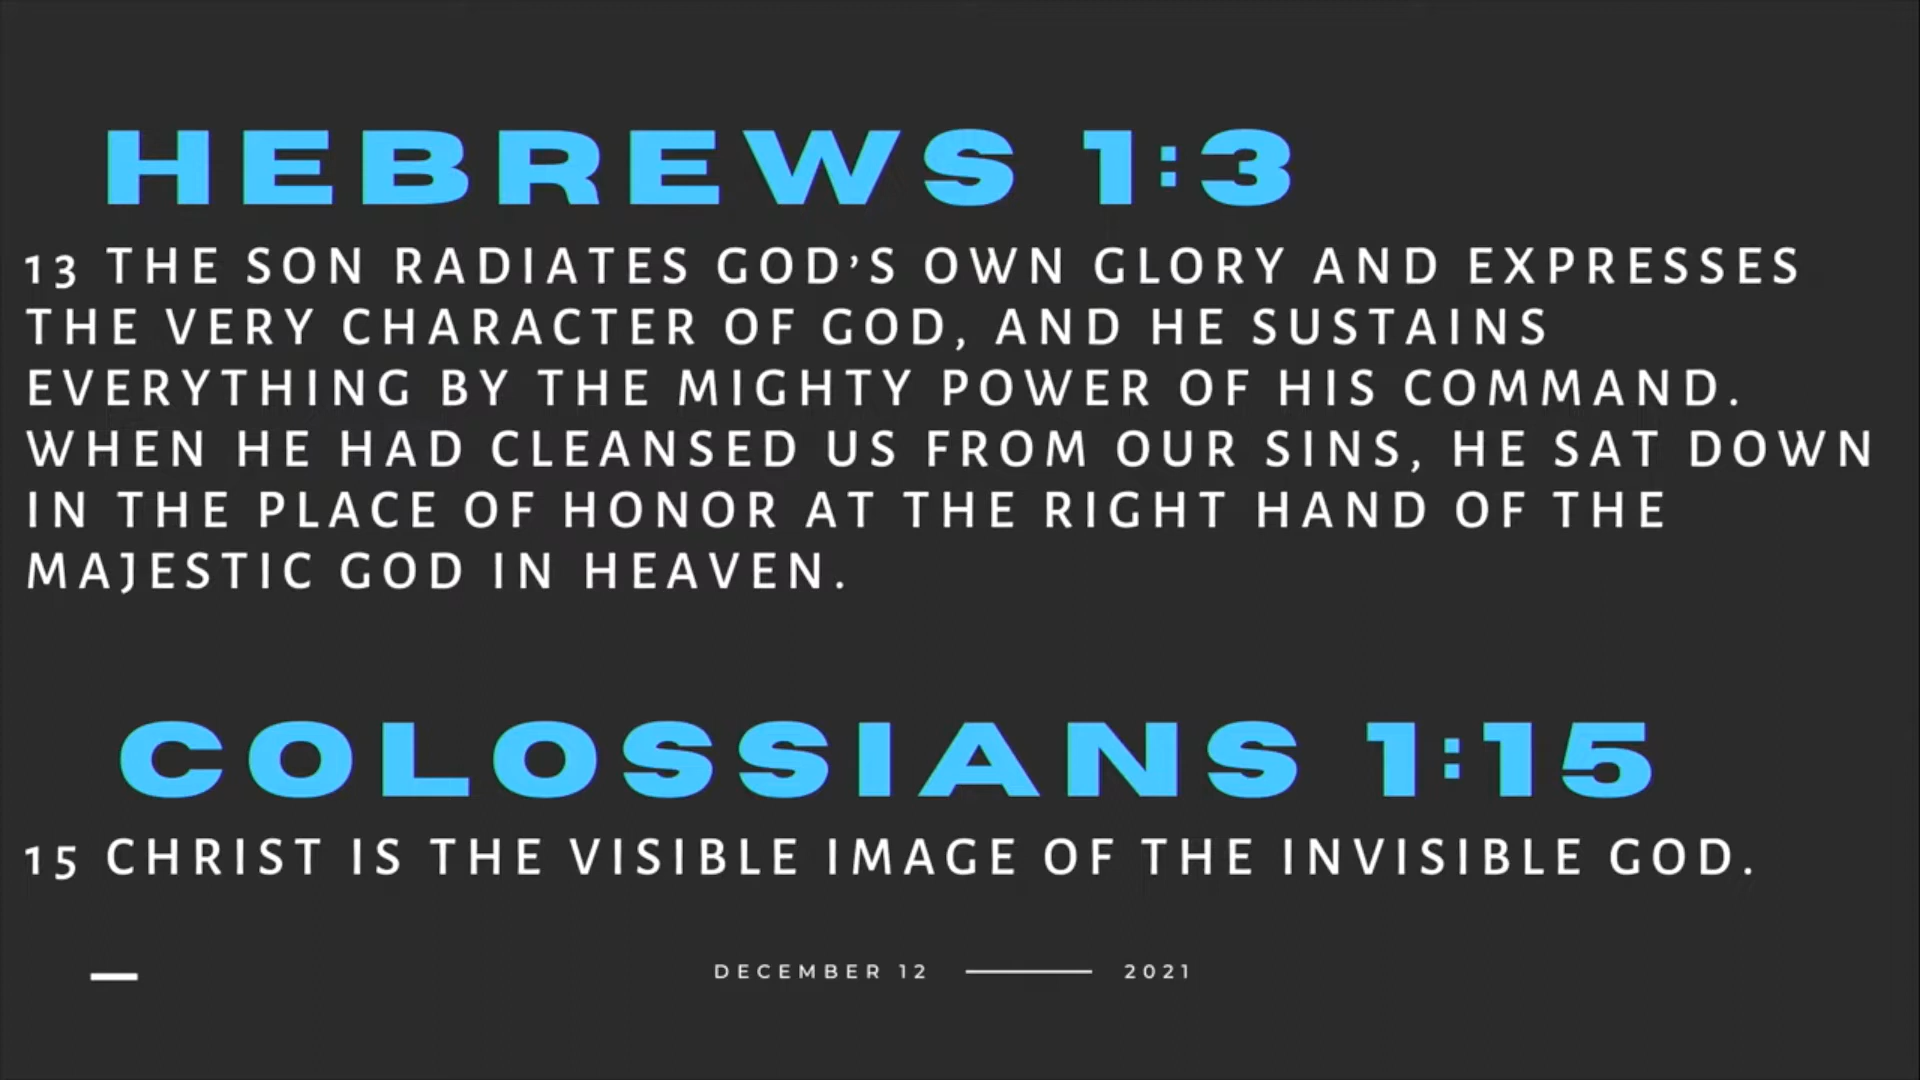 HEBREWS 1:3
13 THE SON RADIATES GOD'S OWN GLORY AND EXPRESSES
THE VERY CHARACTER OF GOD, AND HE SUSTAINS
EVERYTHING BY THE MIGHTY POWER OF HIS COMMAND.
WHEN HE HAD CLEANSED US FROM OUR SINS, HE SAT DOWN
IN THE PLACE OF HONOR AT THE RIGHT HAND OF THE
MAJESTIC GOD IN HEAVEN.
COLOSSIANS 1:15
15 CHRIST IS THE VISIBLE IMAGE OF THE INVISIBLE GOD.
DECEMBER 12 — 2021